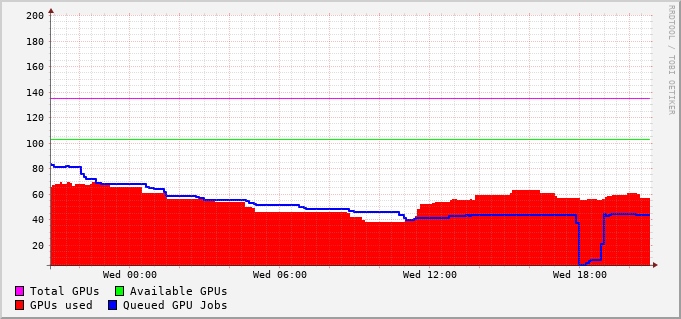 200
180
160
140
120
100
80
60
40
20
Wed 00:00 Wed 06:00 Wed 12:00 Wed 18:00
Total GPUs Available GPUs
GPUs used Queued GPU Jobs
RRDTOOL / TOBI OETIKER